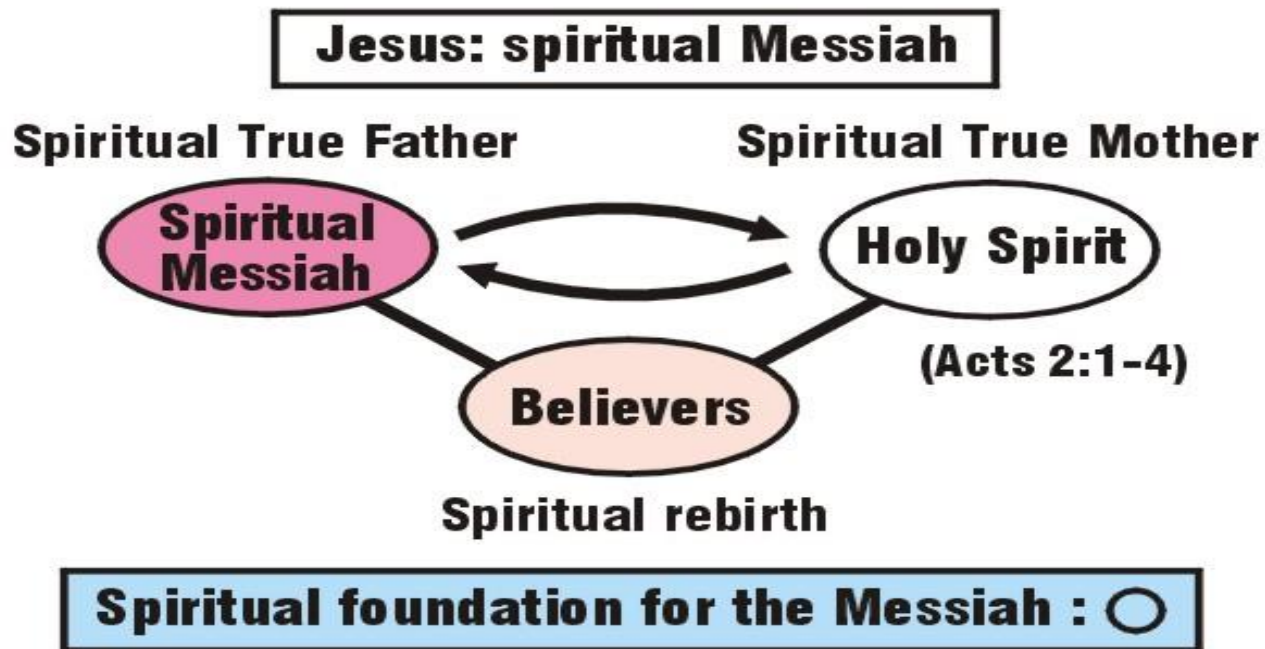 Jesus: spiritual Messiah
Spiritual True Father
Spiritual True Mother
Spiritual
Messiah
Holy Spirit
(Acts 2:1-4)
Believers
Spiritual rebirth
Spiritual foundation for the Messiah : ○